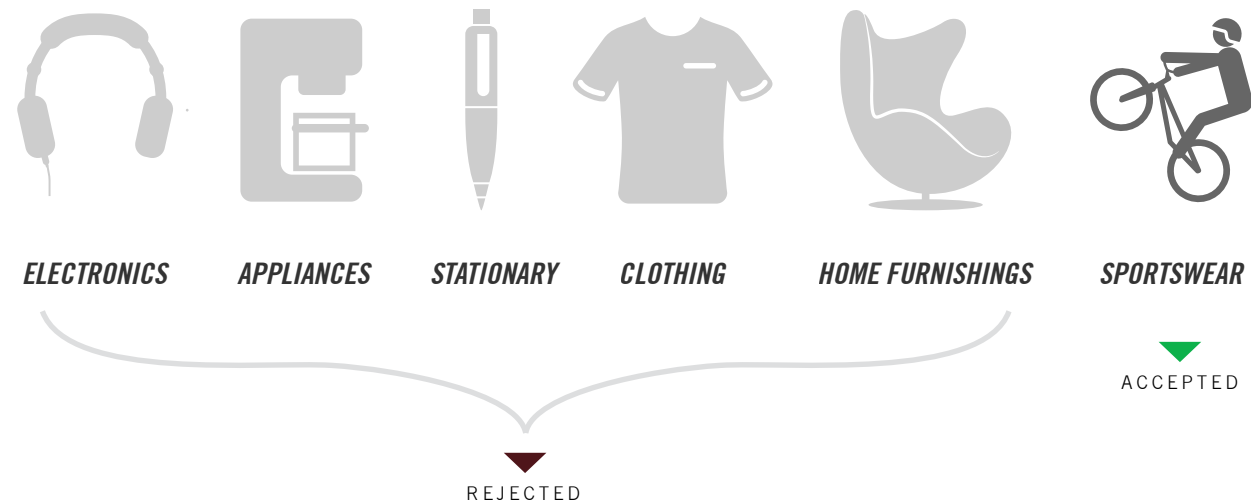 ELECTRONICS APPLIANCES STATIONARY CLOTHING HOME FURNISHINGS SPORTSWEAR
ACCEPTED
REJECTED